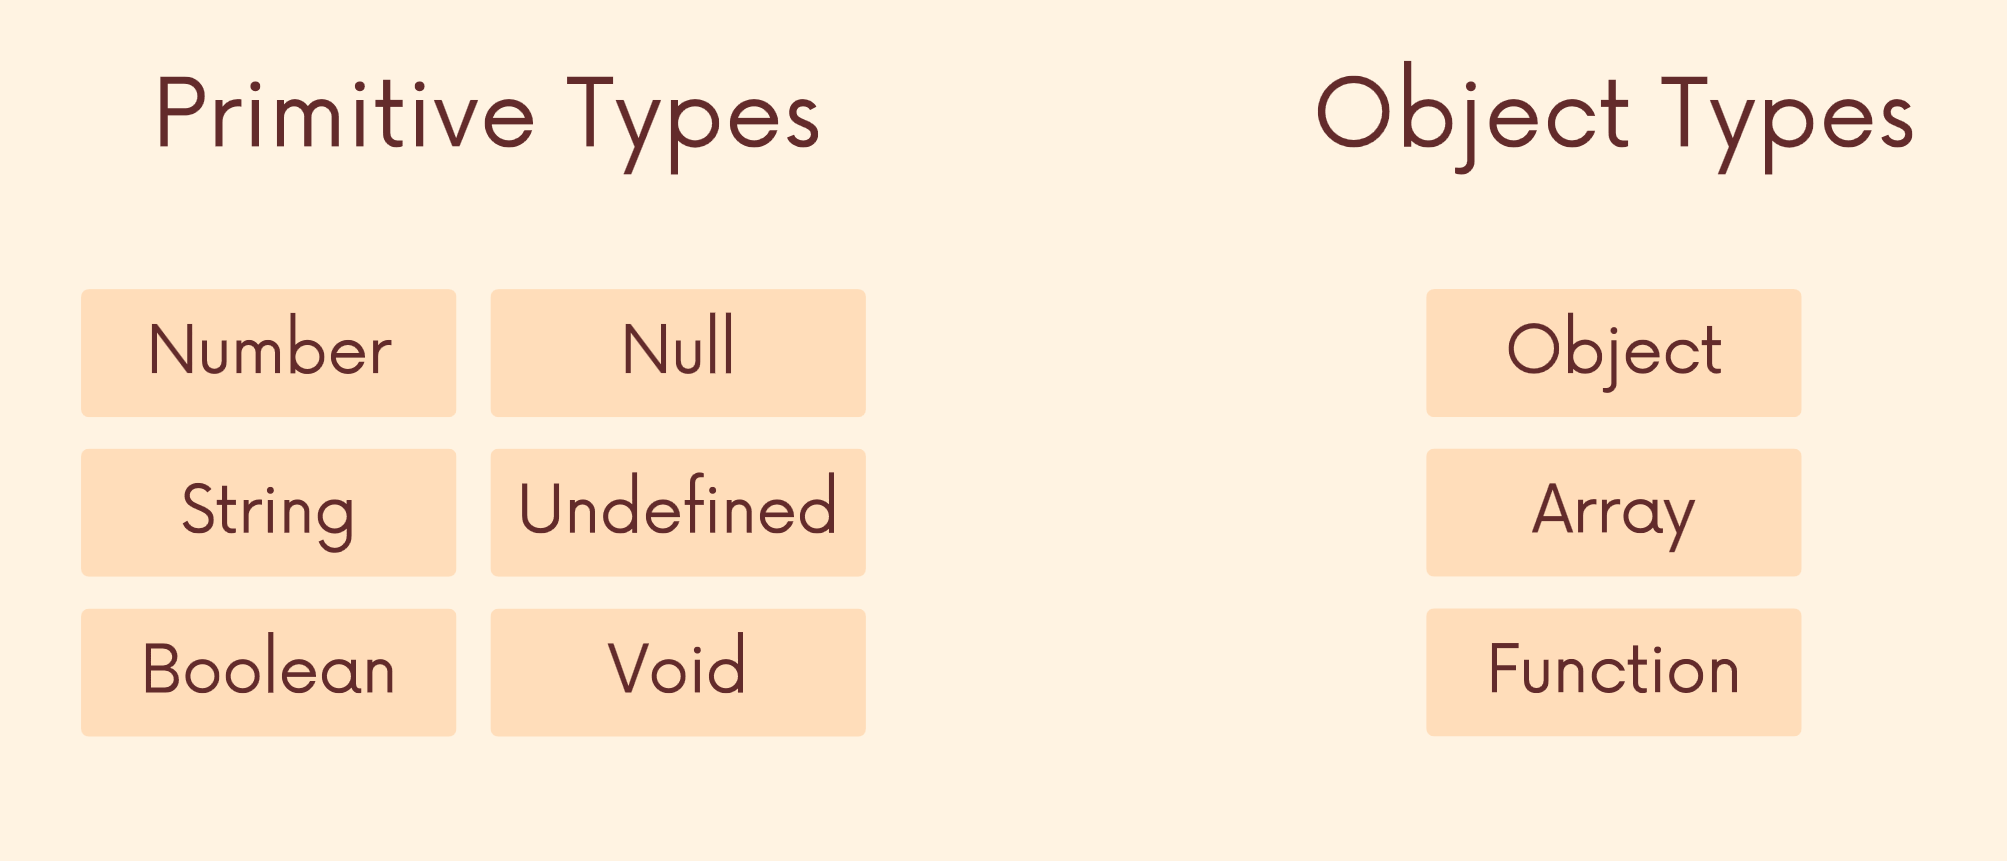 Primitive Types
Object Types
Number
Null
Object
String
Undefined
Array
Boolean
Void
Function